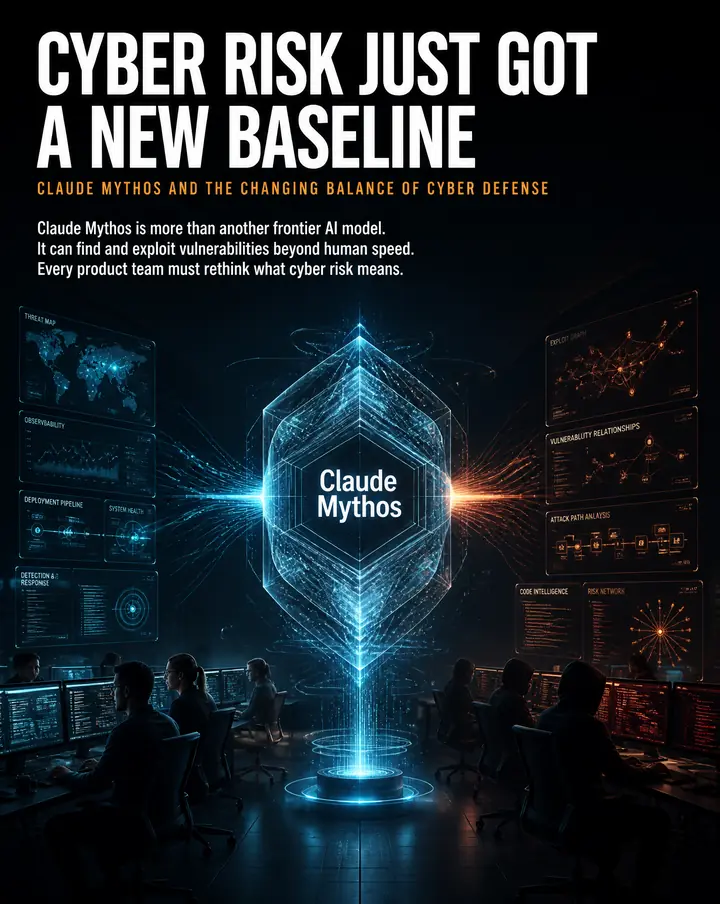 CYBER RISK JUST GOT
A NEW BASELINE
CLAUDE MYTHOS AND THE CHANGING BALANCE OF CYBER DEFENSE
Claude Mythos is more than another frontier AI model.
It can find and exploit vulnerabilities beyond human speed.
Every product team must rethink what cyber risk means.
THREAT MAP
OBSERVABILITY
DEPLOYMENT PIPELINE
SYSTEM HEALTH
DETECTION &
RESPONSE
Claude
Mythos
EXPLOIT GRAPH
VULNERABILITY RELATIONSHIPS
ATTACK PATH ANALYSIS
CODE INTELLIGENCE
RISK NETWORK